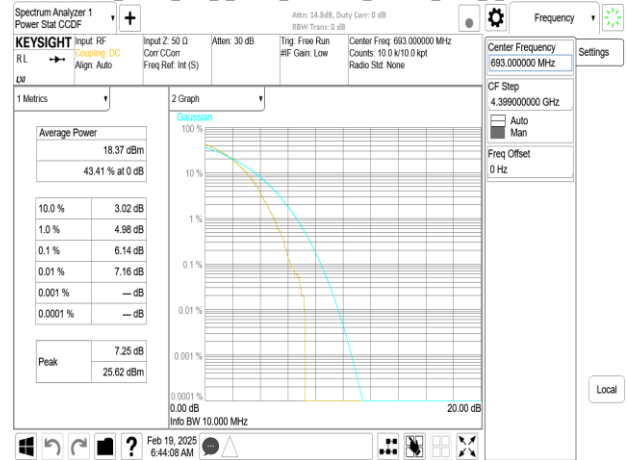 Spectrum Analyzer 1
Power Stat CCDF
Attn: 14.8dB, Duty Corr: 0 dB
RBW Trans: 0 dB
Frequency
KEYSIGHT
RL
LXI
Input: RF
Coupling: DC
Align: Auto
Input Z: 50 Ω
Corr CCorr
Freq Ref: Int (S)
Atten: 30 dB
Trig: Free Run
#IF Gain: Low
Center Freq: 693.000000 MHz
Counts: 10.0 k/10.0 kpt
Radio Std: None
Center Frequency
693.000000 MHz
Settings
CF Step
4.399000000 GHz
Auto
Man
Freq Offset
0 Hz
1 Metrics
2 Graph
Average Power
18.37 dBm
43.41 % at 0 dB
10.0 % 3.02 dB
1.0 % 4.98 dB
0.1 % 6.14 dB
0.01 % 7.16 dB
0.001 % --- dB
0.0001 % --- dB
Peak
7.25 dB
25.62 dBm
Gaussian
100 %
10 %
1 %
0.1 %
0.01 %
0.001 %
0.0001 %
0.00 dB
20.00 dB
Info BW 10.000 MHz
Local
?
Feb 19, 2025
6:44:08 AM